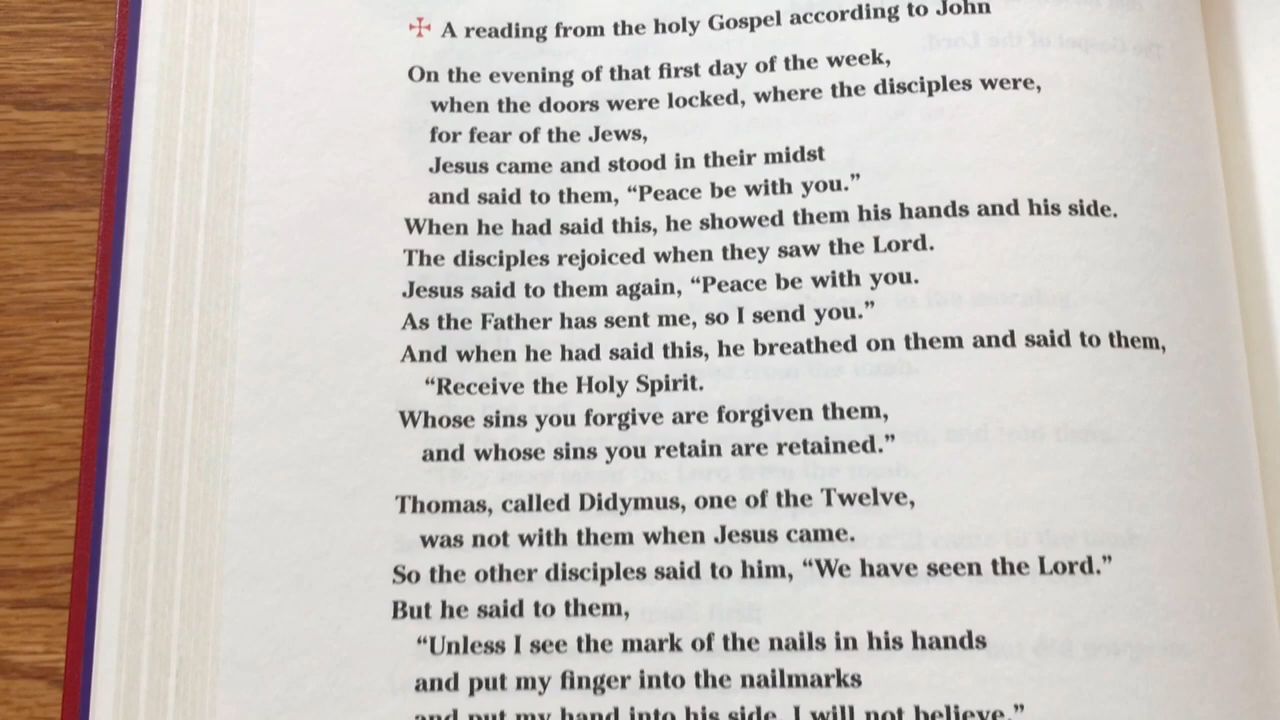 ✠ A reading from the holy Gospel according to John
On the evening of that first day of the week,
when the doors were locked, where the disciples were,
for fear of the Jews,
Jesus came and stood in their midst
and said to them, “Peace be with you.”
When he had said this, he showed them his hands and his side.
The disciples rejoiced when they saw the Lord.
Jesus said to them again, “Peace be with you.
As the Father has sent me, so I send you.”
And when he had said this, he breathed on them and said to them,
“Receive the Holy Spirit.
Whose sins you forgive are forgiven them,
and whose sins you retain are retained.”
Thomas, called Didymus, one of the Twelve,
was not with them when Jesus came.
So the other disciples said to him, “We have seen the Lord.”
But he said to them,
“Unless I see the mark of the nails in his hands
and put my finger into the nailmarks
and put my hand into his side, I will not believe.”